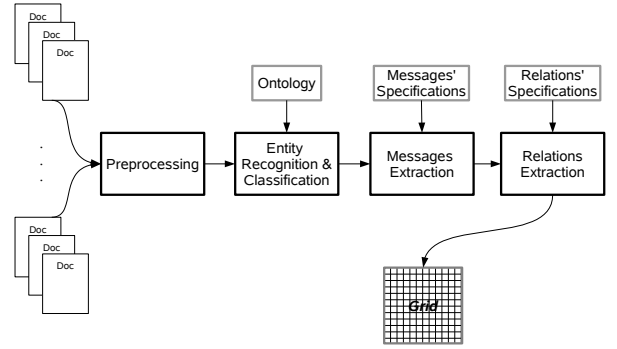 Doc
Doc
Doc
Ontology
Messages'
Specifications
Relations'
Specifications
.
.
.
Preprocessing
Entity
Recognition &
Classification
Messages
Extraction
Relations
Extraction
Doc
Doc
Doc
Grid